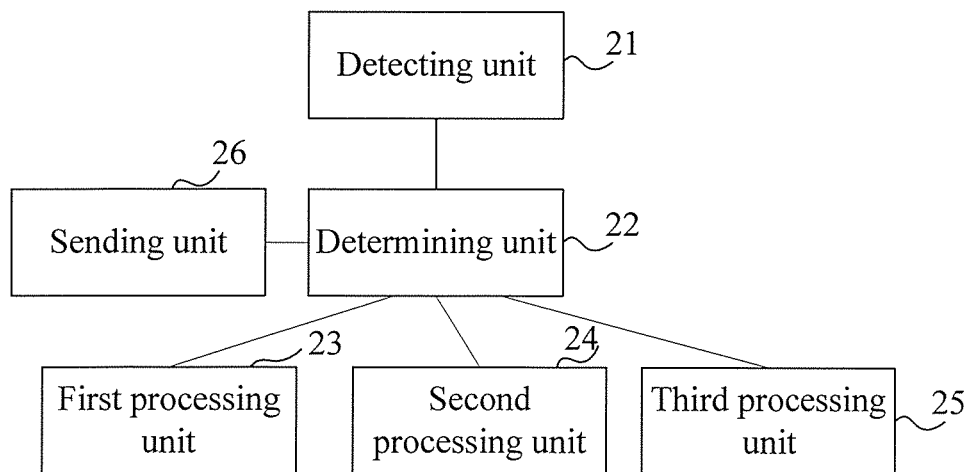 21
Detecting unit
26
Sending unit
Determining unit
22
23
24
First processing
unit
Second
processing unit
Third processing
unit
25